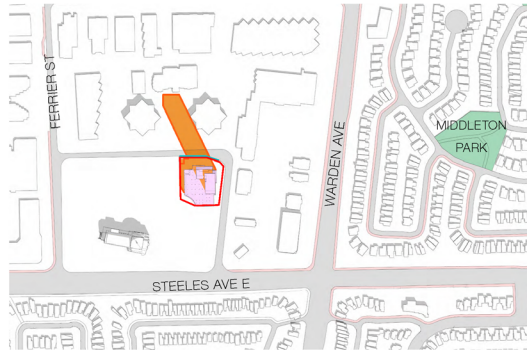 FERRIER ST
MIDDLETON
PARK
WARDEN AVE
STEELES AVE E